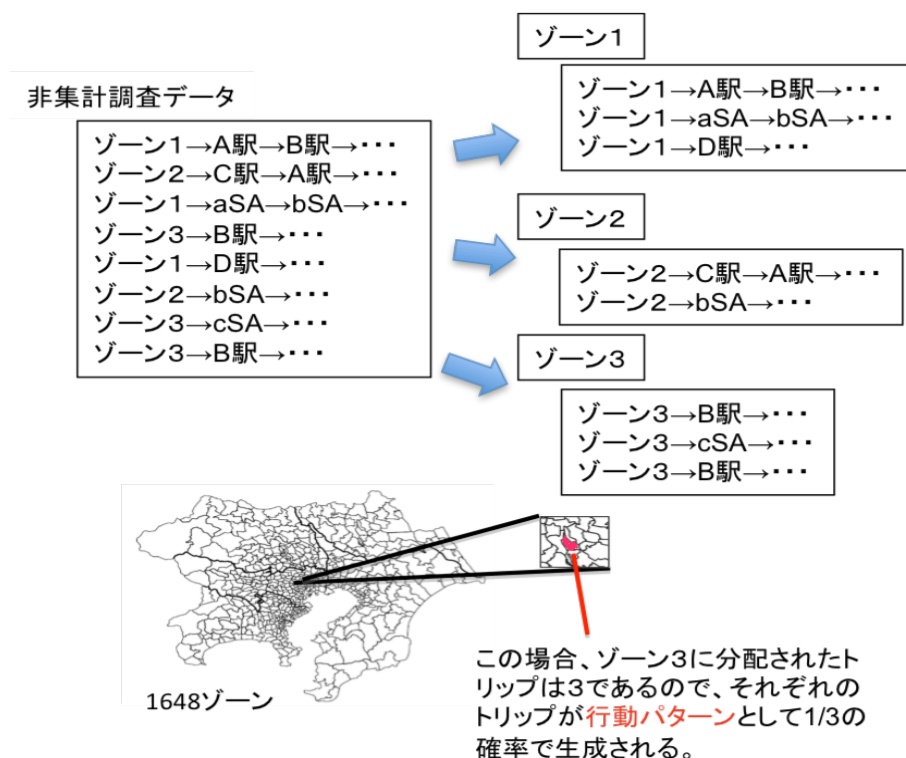 非集計調査データ
ゾーン1→A駅→B駅→・・・
ゾーン2→C駅→A駅→・・・
ゾーン1→aSA→bSA→・・・
ゾーン3→B駅→・・・
ゾーン1→D駅→・・・
ゾーン2→bSA→・・・
ゾーン3→cSA→・・・
ゾーン3→B駅→・・・
ゾーン1
ゾーン1→A駅→B駅→・・・
ゾーン1→aSA→bSA→・・・
ゾーン1→D駅→・・・
ゾーン2
ゾーン2→C駅→A駅→・・・
ゾーン2→bSA→・・・
ゾーン3
ゾーン3→B駅→・・・
ゾーン3→cSA→・・・
ゾーン3→B駅→・・・
1648ゾーン
この場合、ゾーン3に分配されたト
リップは3であるので、それぞれの
トリップが行動パターンとして1/3の
確率で生成される。